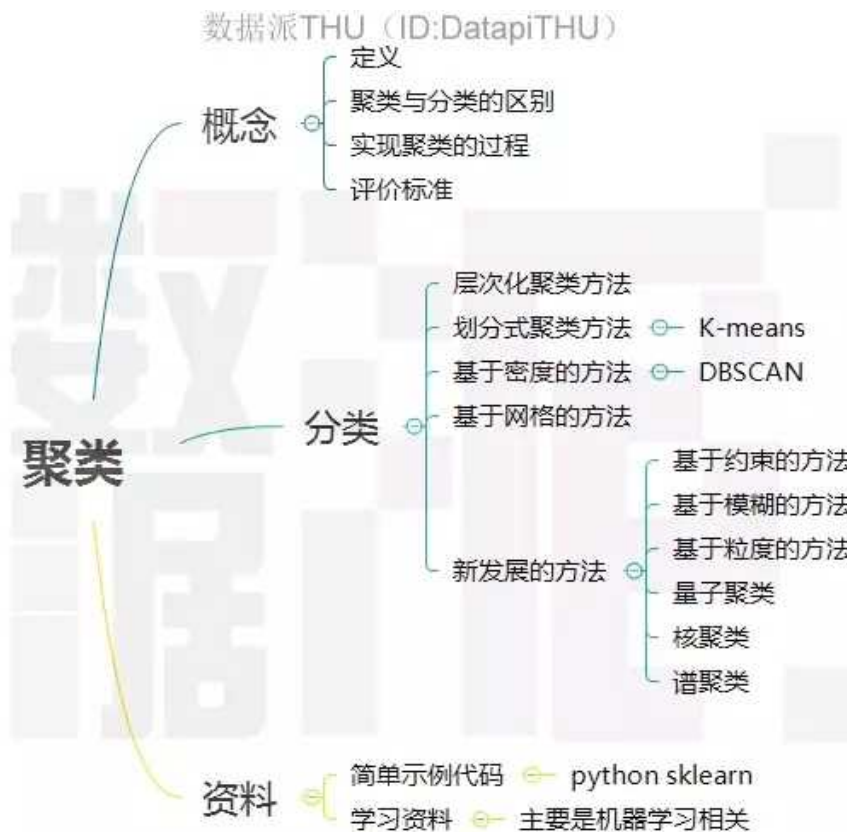 数据派THU（ID:DatapiTHU）
聚类
概念
定义
聚类与分类的区别
实现聚类的过程
评价标准
分类
层次化聚类方法
划分式聚类方法
K-means
基于密度的方法
DBSCAN
基于网格的方法
新发展的方法
基于约束的方法
基于模糊的方法
基于粒度的方法
量子聚类
核聚类
谱聚类
资料
简单示例代码
python sklearn
学习资料
主要是机器学习相关
数据派